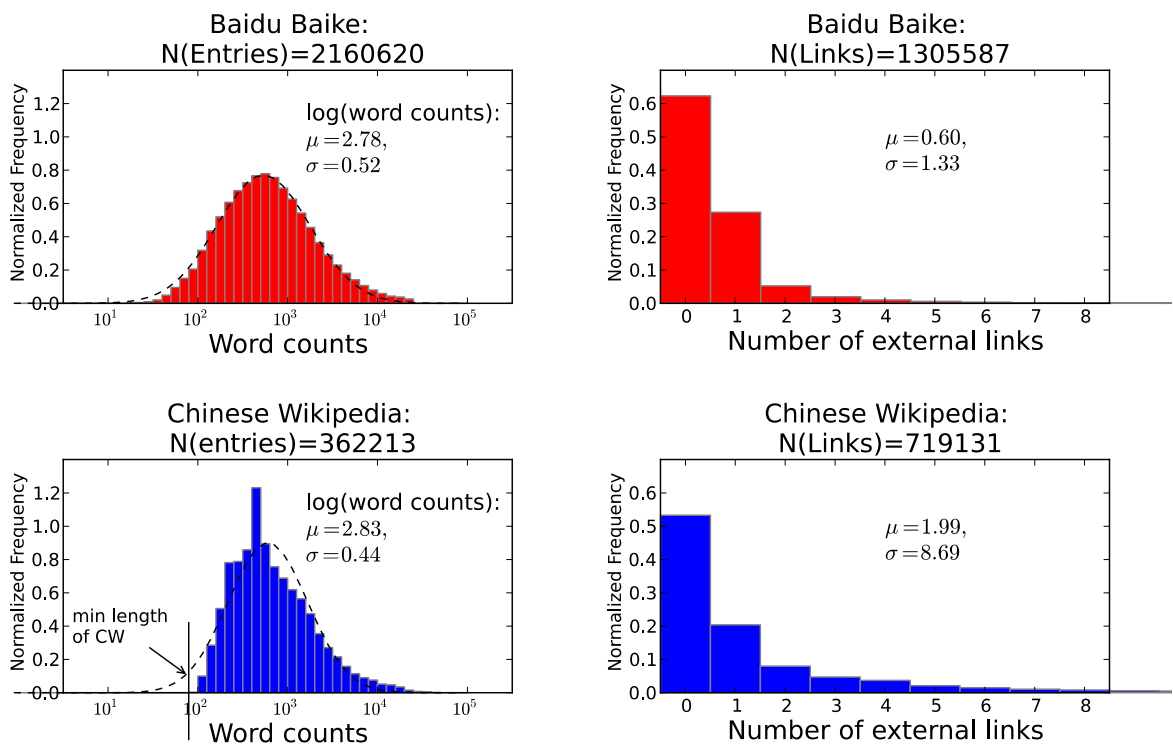 Baidu Baike:
N(Entries)=2160620
Normalized Frequency
1.2
1.0
0.8
0.6
0.4
0.2
0.0
log(word counts):
μ=2.78,
σ=0.52
10¹ 10² 10³ 10⁴ 10⁵
Word counts
Baidu Baike:
N(Links)=1305587
Normalized Frequency
0.6
0.5
0.4
0.3
0.2
0.1
0.0
μ=0.60,
σ=1.33
0 1 2 3 4 5 6 7 8
Number of external links
Chinese Wikipedia:
N(entries)=362213
Normalized Frequency
1.2
1.0
0.8
0.6
0.4
0.2
0.0
log(word counts):
μ=2.83,
σ=0.44
min length
of CW
10¹ 10² 10³ 10⁴ 10⁵
Word counts
Chinese Wikipedia:
N(Links)=719131
Normalized Frequency
0.6
0.5
0.4
0.3
0.2
0.1
0.0
μ=1.99,
σ=8.69
0 1 2 3 4 5 6 7 8
Number of external links